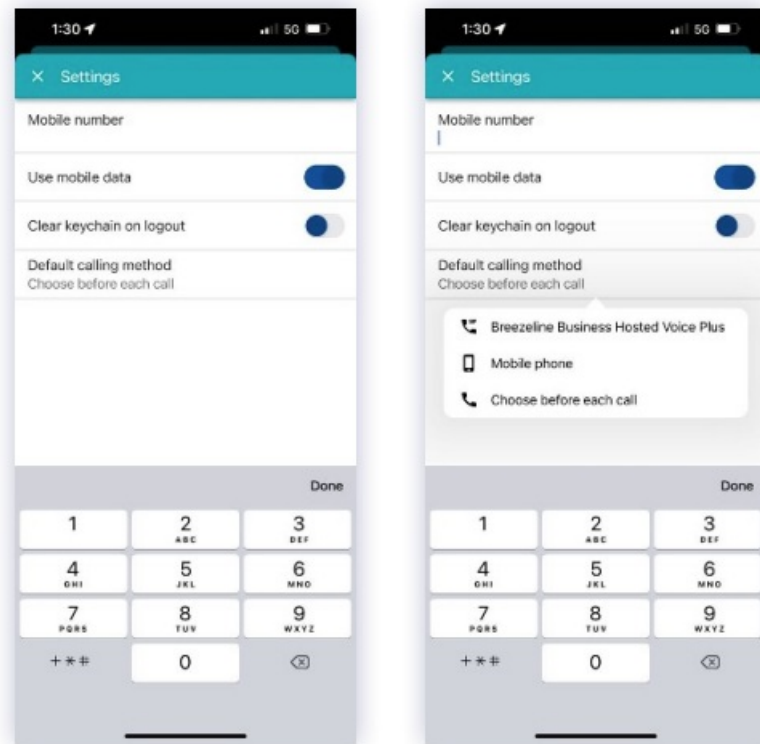 1:30
5G
× Settings
Mobile number
Use mobile data
Clear keychain on logout
Default calling method
Choose before each call
Done
1
2
ABC
3
DEF
4
GHI
5
JKL
6
MNO
7
PQRS
8
TUV
9
WXYZ
+*#
0
1:30
5G
× Settings
Mobile number
Use mobile data
Clear keychain on logout
Default calling method
Choose before each call
Breezeline Business Hosted Voice Plus
Mobile phone
Choose before each call
Done
1
2
ABC
3
DEF
4
GHI
5
JKL
6
MNO
7
PQRS
8
TUV
9
WXYZ
+*#
0